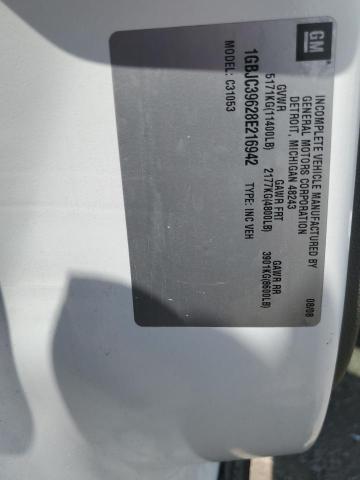 GM
INCOMPLETE VEHICLE MANUFACTURED BY
GENERAL MOTORS CORPORATION
DETROIT, MICHIGAN 48243
08/08
GVWR GAWR FRT GAWR RR
5171KG(11400LB) 2177KG(4800LB) 3901KG(8600LB)
1GBJC39628E216942 TYPE: INC VEH
MODEL: C31053